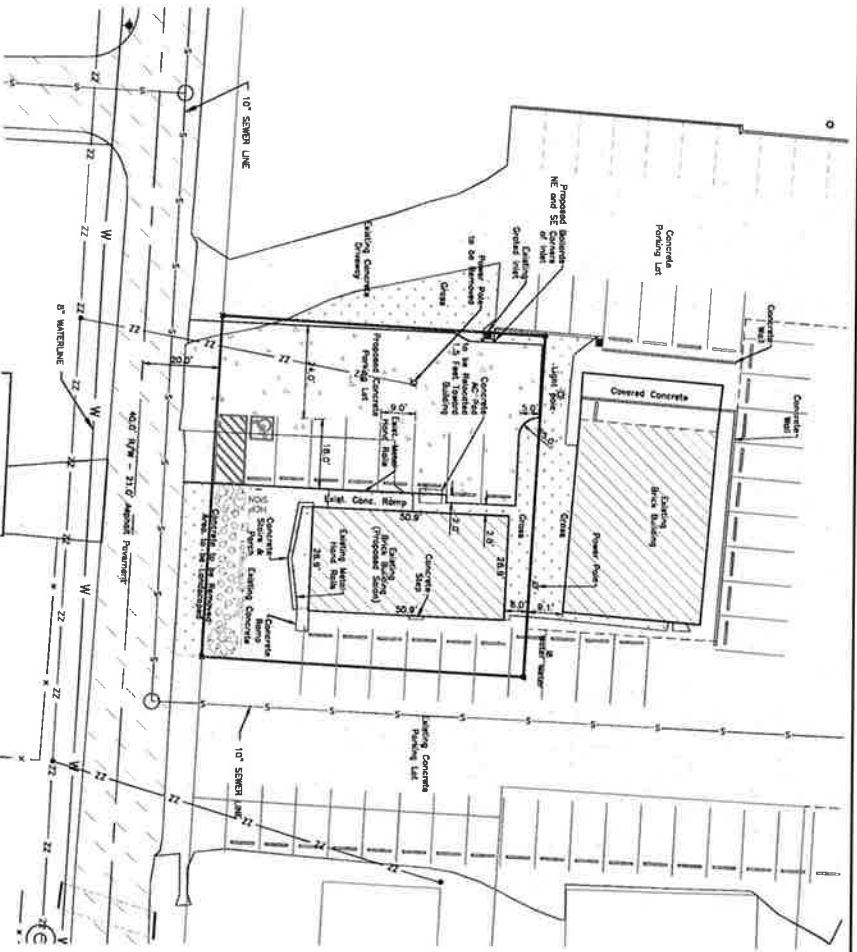 10" SEWER LINE
8" WATERLINE
Existing Concrete
Driveway
Grass
Power Pole
to be Removed
Existing
Grated Inlet
Proposed Bollards
NE and SE Corners
of Inlet
Concrete
Parking Lot
Concrete
Wall
Concrete
Wall
Covered Concrete
Light Pole
Existing
Brick Building
Grass
Power Pole
Water Meter
Concrete
AC Pad
to be Relocated
1.5 Feet Toward
Building
Proposed Concrete
Parking Lot
24.0'
9.0'
18.0'
20.0'
Exist. Metal
Hand Rails
Exist. Conc. Ramp
Grass
50.9'
2.0'
2.0'
26.9'
8.0'
9.1'
Concrete
Step
Existing
Brick Building
(Proposed Salon)
50.9'
Existing Metal
Hand Rails
26.9'
Concrete
Stairs &
Porch
Existing Concrete
Concrete
Ramp
Concrete to be Removed
Area to be Landscaped
40.0' R/W - 21.0' Asphalt Pavement
10" SEWER LINE
Existing Concrete
Parking Lot